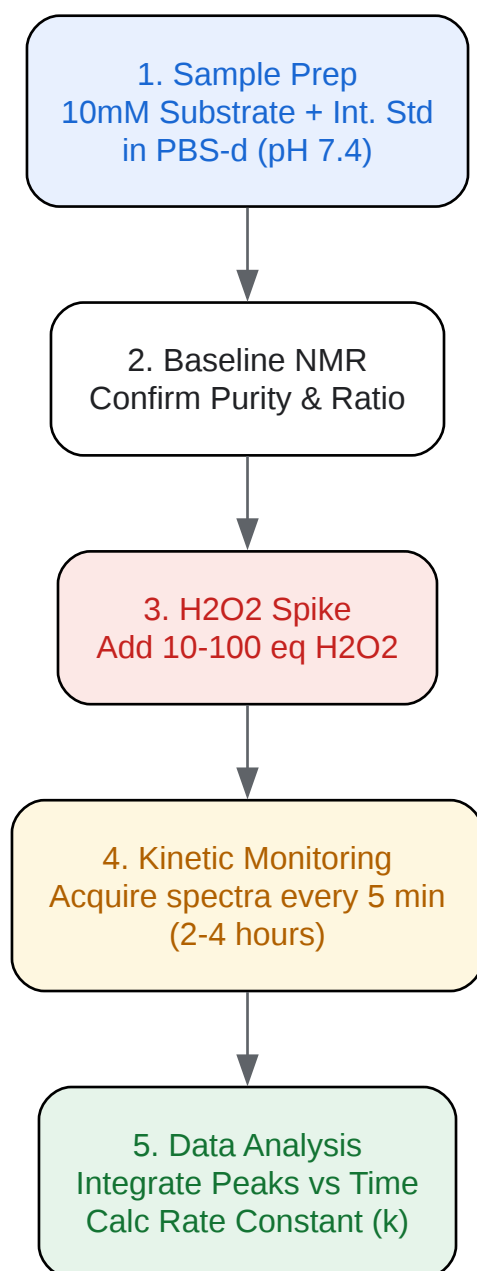 1. Sample Prep
10mM Substrate + Int. Std
in PBS-d (pH 7.4)
2. Baseline NMR
Confirm Purity & Ratio
3. H2O2 Spike
Add 10-100 eq H2O2
4. Kinetic Monitoring
Acquire spectra every 5 min
(2-4 hours)
5. Data Analysis
Integrate Peaks vs Time
Calc Rate Constant (k)